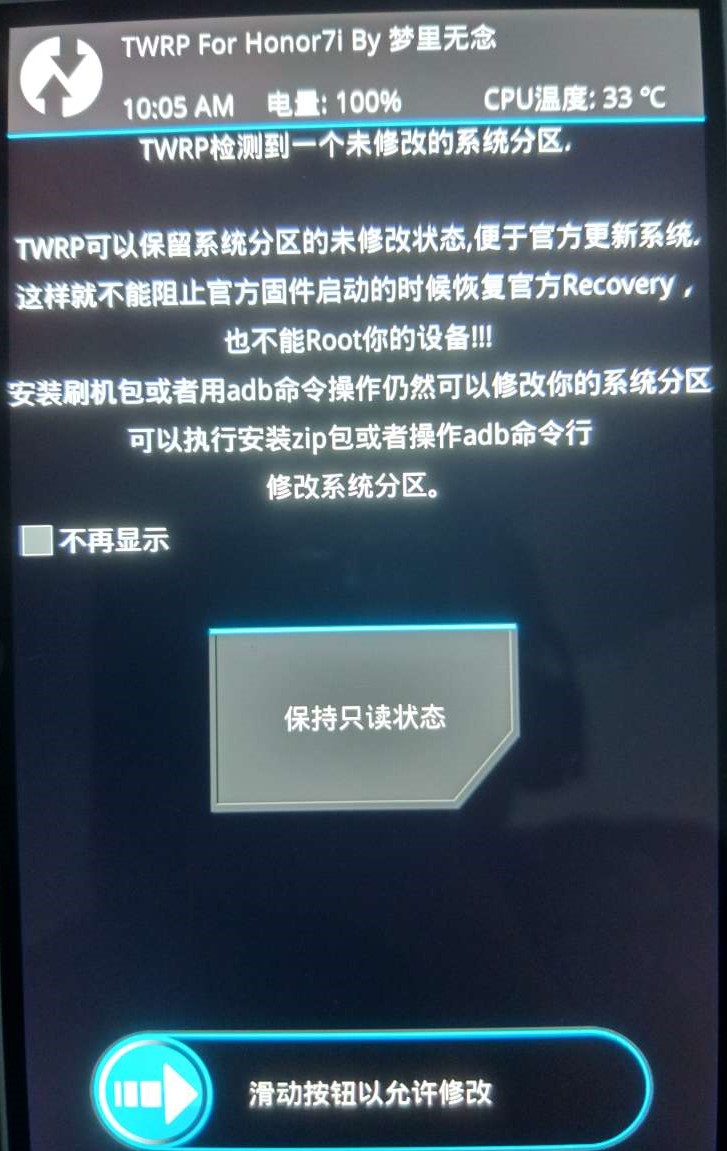 TWRP For Honor7i By 梦里无念
10:05 AM 电量: 100% CPU温度: 33 ℃
TWRP检测到一个未修改的系统分区.
TWRP可以保留系统分区的未修改状态,便于官方更新系统.
这样就不能阻止官方固件启动的时候恢复官方Recovery，
也不能Root你的设备!!!
安装刷机包或者用adb命令操作仍然可以修改你的系统分区
可以执行安装zip包或者操作adb命令行
修改系统分区。
不再显示
保持只读状态
滑动按钮以允许修改